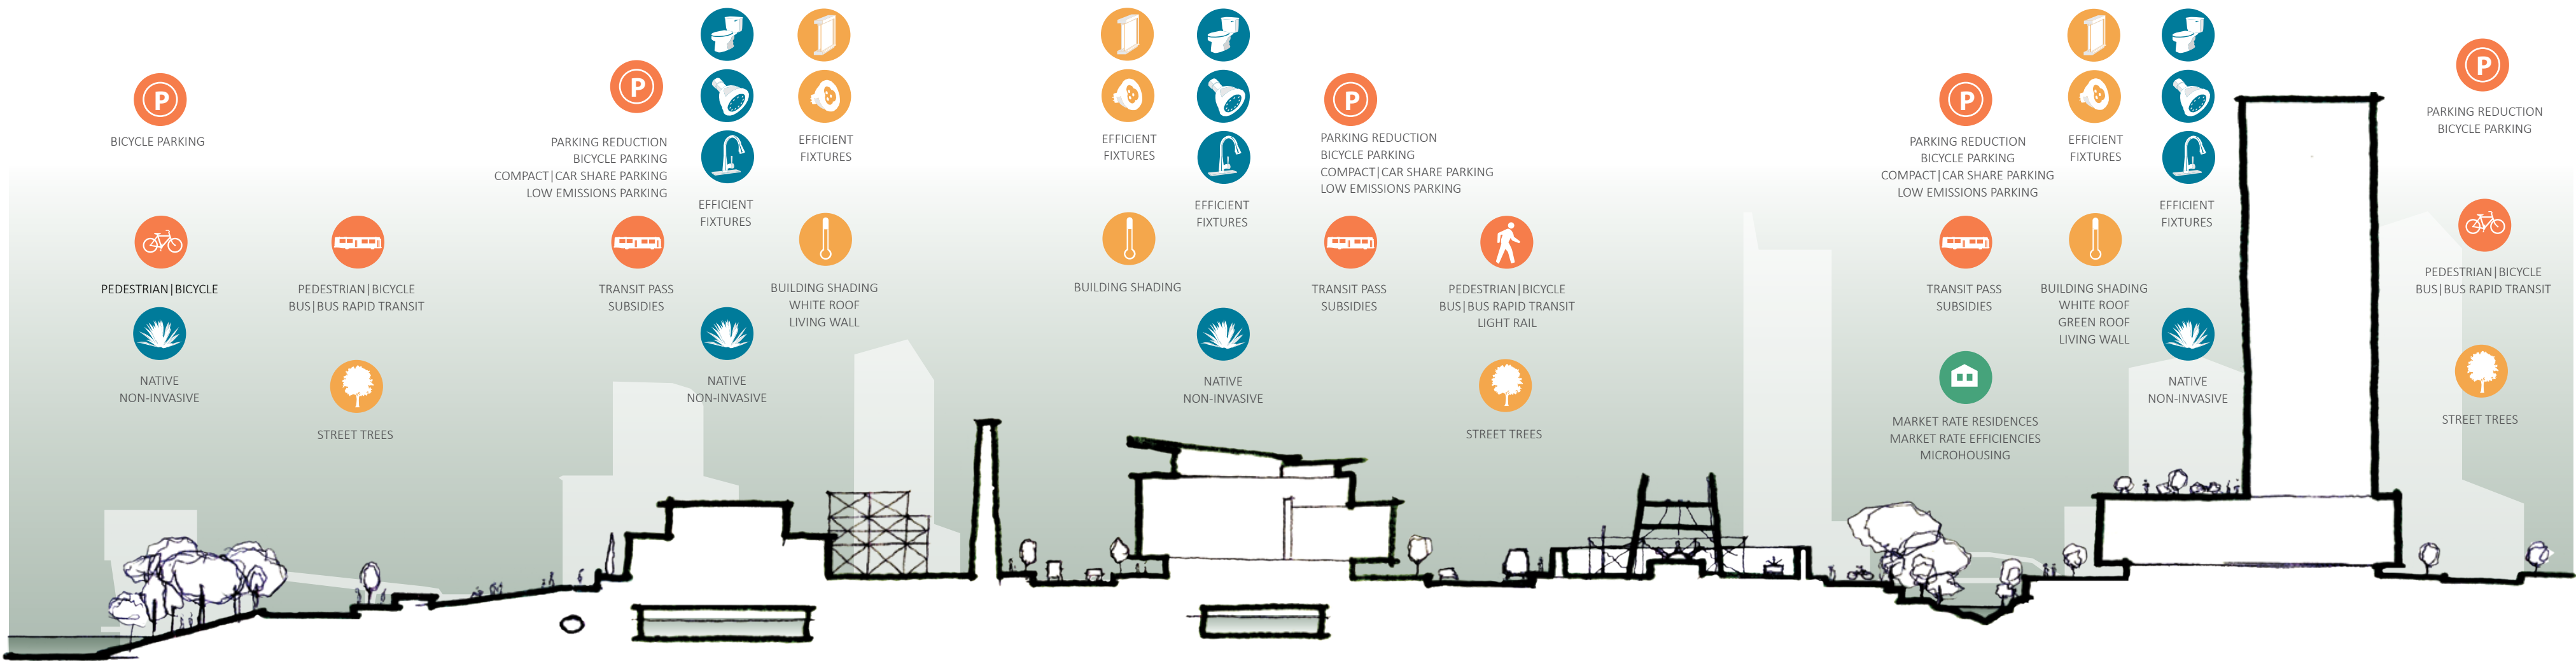 P
BICYCLE PARKING
PEDESTRIAN|BICYCLE
NATIVE
NON-INVASIVE
PEDESTRIAN|BICYCLE
BUS|BUS RAPID TRANSIT
STREET TREES
P
PARKING REDUCTION
BICYCLE PARKING
COMPACT|CAR SHARE PARKING
LOW EMISSIONS PARKING
TRANSIT PASS
SUBSIDIES
EFFICIENT
FIXTURES
NATIVE
NON-INVASIVE
EFFICIENT
FIXTURES
BUILDING SHADING
WHITE ROOF
LIVING WALL
EFFICIENT
FIXTURES
BUILDING SHADING
EFFICIENT
FIXTURES
NATIVE
NON-INVASIVE
P
PARKING REDUCTION
BICYCLE PARKING
COMPACT|CAR SHARE PARKING
LOW EMISSIONS PARKING
TRANSIT PASS
SUBSIDIES
PEDESTRIAN|BICYCLE
BUS|BUS RAPID TRANSIT
LIGHT RAIL
STREET TREES
P
PARKING REDUCTION
BICYCLE PARKING
COMPACT|CAR SHARE PARKING
LOW EMISSIONS PARKING
TRANSIT PASS
SUBSIDIES
MARKET RATE RESIDENCES
MARKET RATE EFFICIENCIES
MICROHOUSING
EFFICIENT
FIXTURES
BUILDING SHADING
WHITE ROOF
GREEN ROOF
LIVING WALL
EFFICIENT
FIXTURES
NATIVE
NON-INVASIVE
P
PARKING REDUCTION
BICYCLE PARKING
PEDESTRIAN|BICYCLE
BUS|BUS RAPID TRANSIT
STREET TREES